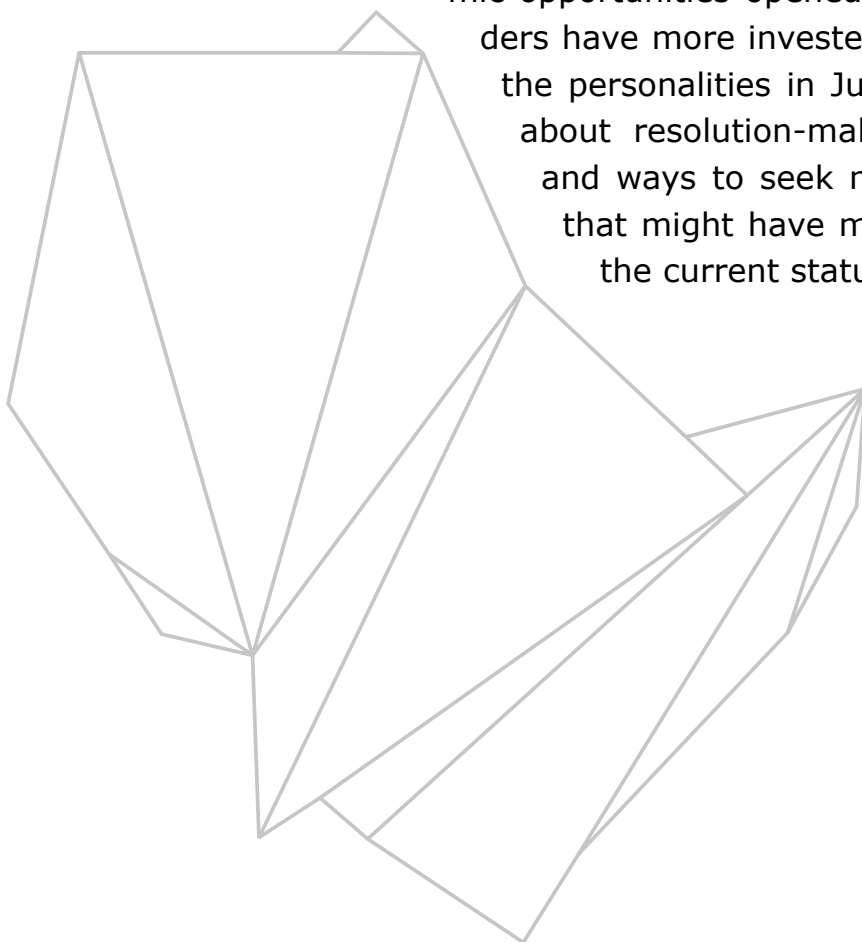 mic opportunities opened
ders have more investe
the personalities in Ju
about resolution-mal
and ways to seek n
that might have m
the current statu